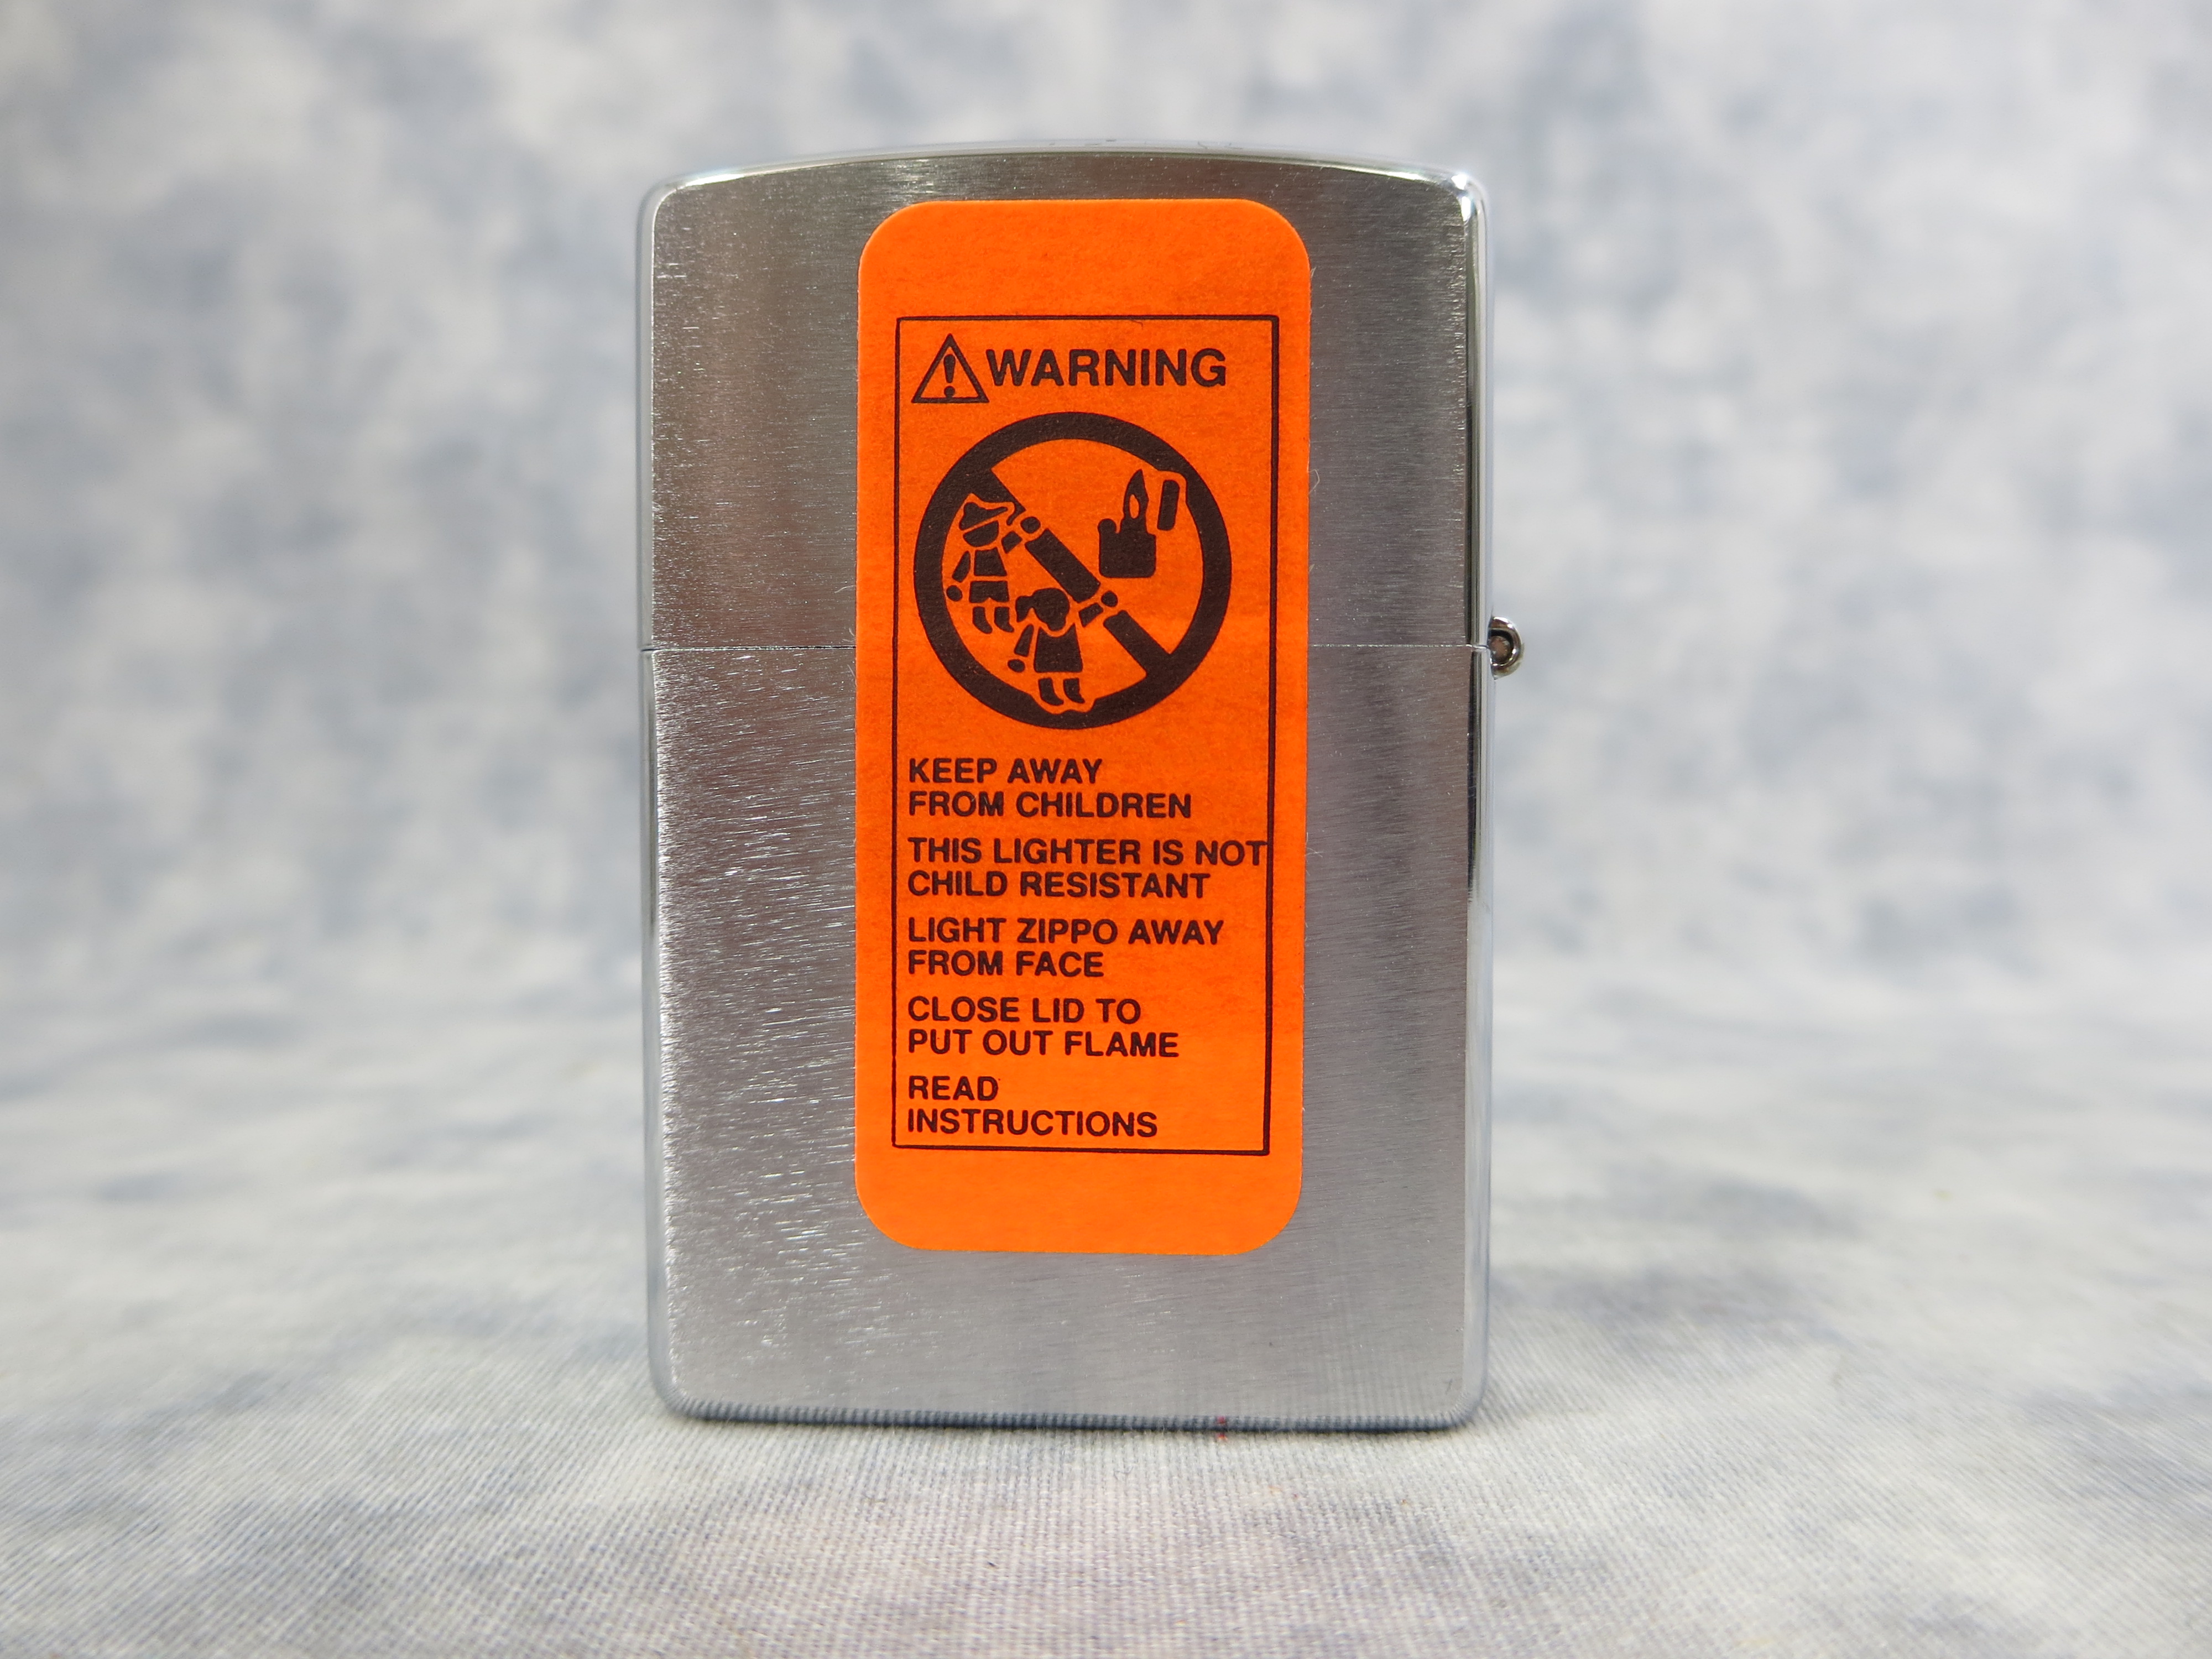 WARNING
KEEP AWAY
FROM CHILDREN
THIS LIGHTER IS NOT
CHILD RESISTANT
LIGHT ZIPPO AWAY
FROM FACE
CLOSE LID TO
PUT OUT FLAME
READ
INSTRUCTIONS